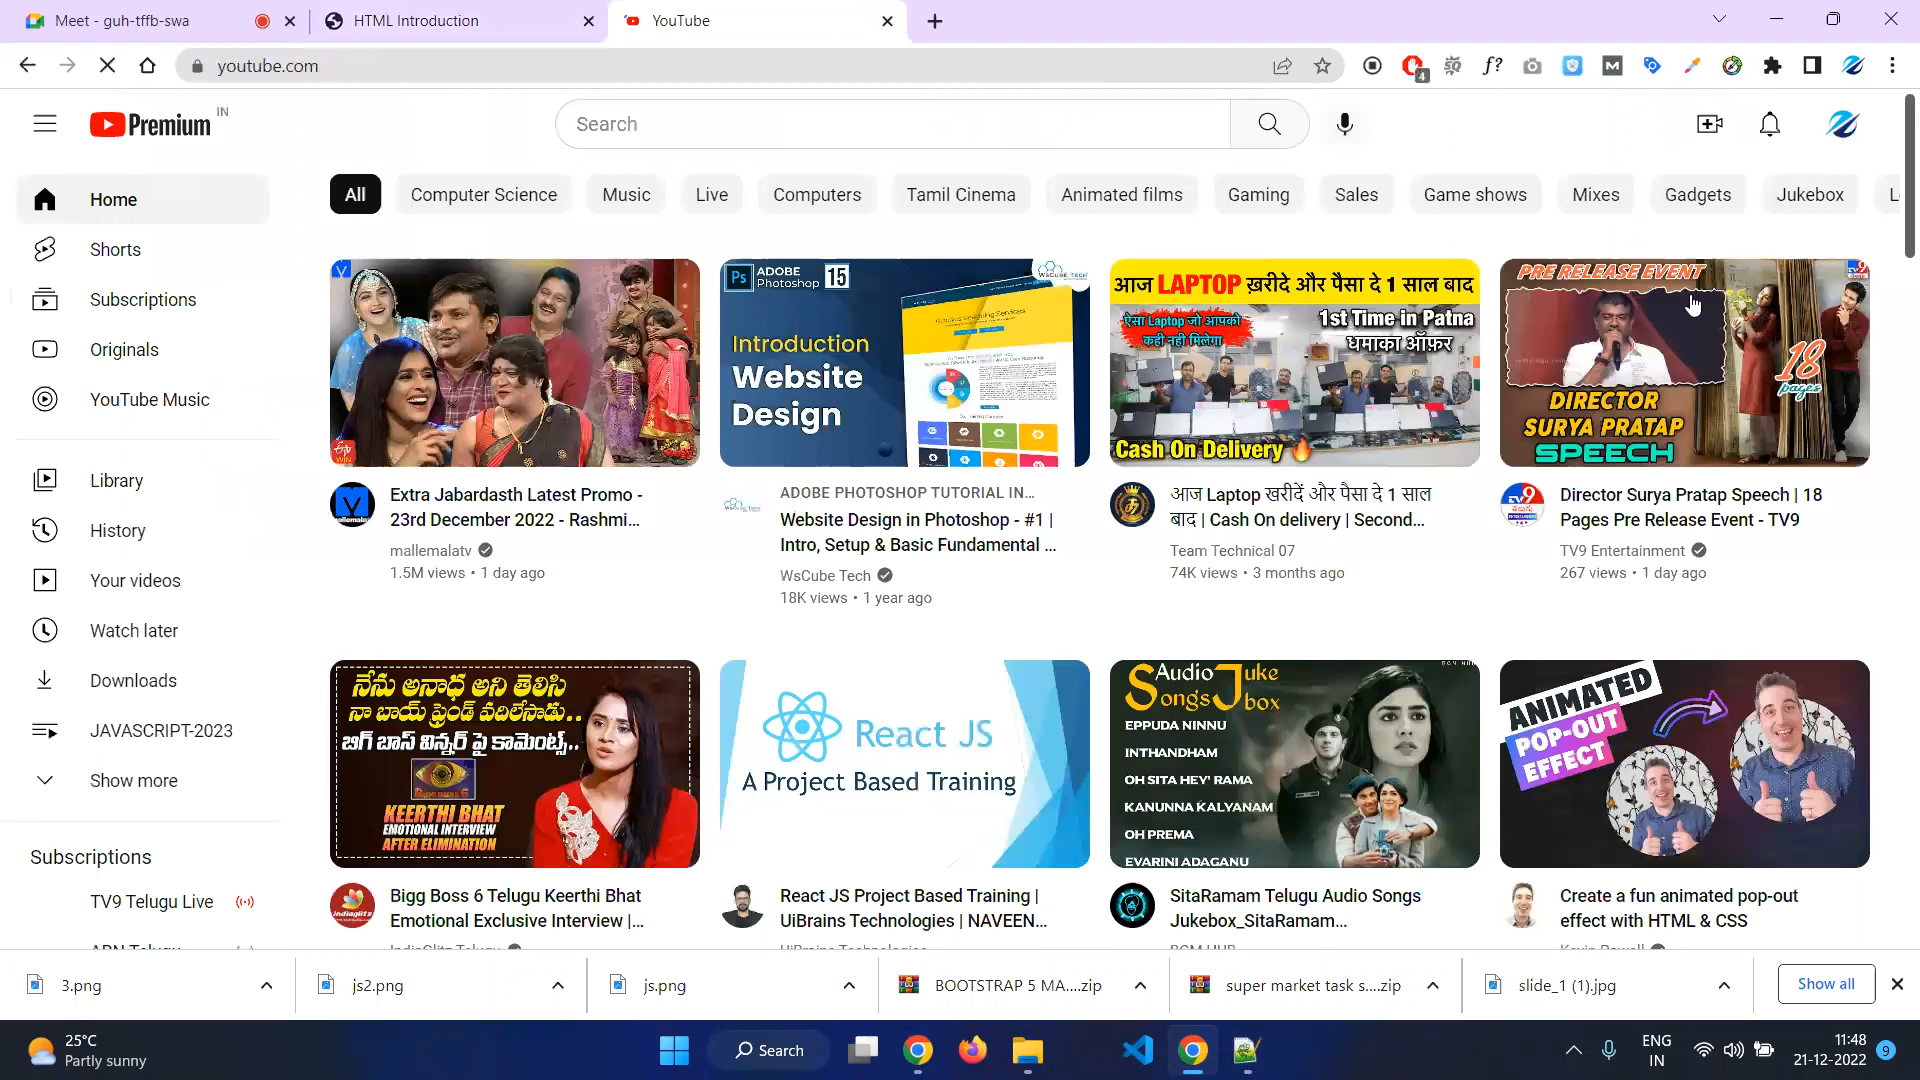 Meet - guh-tffb-swa
HTML Introduction
YouTube
youtube.com
4
f?
M
Premium IN
Search
Home
Shorts
Subscriptions
Originals
YouTube Music
Library
History
Your videos
Watch later
Downloads
JAVASCRIPT-2023
Show more
Subscriptions
TV9 Telugu Live
All
Computer Science
Music
Live
Computers
Tamil Cinema
Animated films
Gaming
Sales
Game shows
Mixes
Gadgets
Jukebox
Extra Jabardasth Latest Promo -
23rd December 2022 - Rashmi...
mallemalatv
1.5M views • 1 day ago
Ps ADOBE
Photoshop 15
WsCube Tech
Introduction
Website
Design
ADOBE PHOTOSHOP TUTORIAL IN...
Website Design in Photoshop - #1 |
Intro, Setup & Basic Fundamental ...
WsCube Tech
18K views • 1 year ago
आज LAPTOP ख़रीदे और पैसा दे 1 साल बाद
ऐसा Laptop जो आपको
कही नही मिलेगा
1st Time in Patna
धमाका ऑफ़र
Cash On Delivery
आज Laptop खरीदें और पैसा दे 1 साल
बाद | Cash On delivery | Second...
Team Technical 07
74K views • 3 months ago
PRE RELEASE EVENT
18
pages
DIRECTOR
SURYA PRATAP
SPEECH
Director Surya Pratap Speech | 18
Pages Pre Release Event - TV9
TV9 Entertainment
267 views • 1 day ago
నేను అనాధ అని తెలిసి
నా బాయ్ ఫ్రెండ్ వదిలేసాడు..
బిగ్ బాస్ విన్నర్ పై కామెంట్స్..
KEERTHI BHAT
EMOTIONAL INTERVIEW
AFTER ELIMINATION
Bigg Boss 6 Telugu Keerthi Bhat
Emotional Exclusive Interview |...
React JS
A Project Based Training
React JS Project Based Training |
UiBrains Technologies | NAVEEN...
Audio Juke
Songs box
EPPUDA NINNU
INTHANDHAM
OH SITA HEY' RAMA
KANUNNA KALYANAM
OH PREMA
EVARINI ADAGANU
SitaRamam Telugu Audio Songs
Jukebox_SitaRamam...
ANIMATED
POP-OUT
EFFECT
Create a fun animated pop-out
effect with HTML & CSS
3.png
js2.png
js.png
BOOTSTRAP 5 MA....zip
super market task s....zip
slide_1 (1).jpg
Show all
25°C
Partly sunny
Search
ENG
IN
11:48
21-12-2022
9